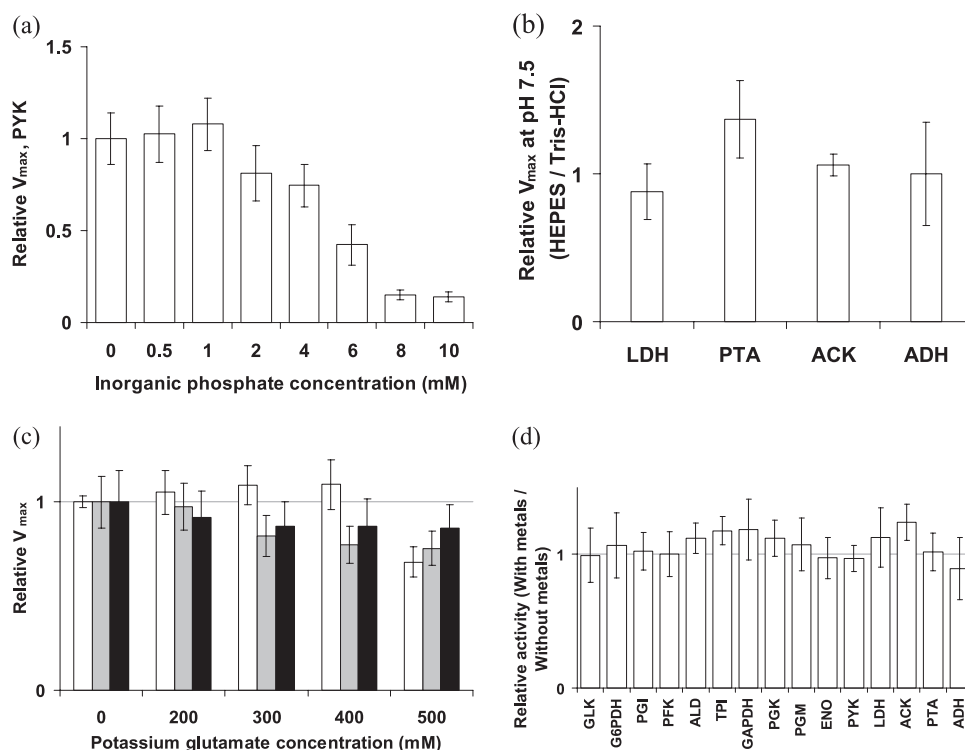 (a)
Relative Vmax, PYK
1.5
1
0.5
0
0 0.5 1 2 4 6 8 10
Inorganic phosphate concentration (mM)
(b)
Relative Vmax at pH 7.5
(HEPES / Tris-HCl)
2
1
0
LDH PTA ACK ADH
(c)
Relative V max
1
0
0 200 300 400 500
Potassium glutamate concentration (mM)
(d)
Relative activity (With metals /
Without metals)
2
1
0
GLK G6PDH PGI PFK ALD TPI GAPDH PGK PGM ENO PYK LDH ACK PTA ADH